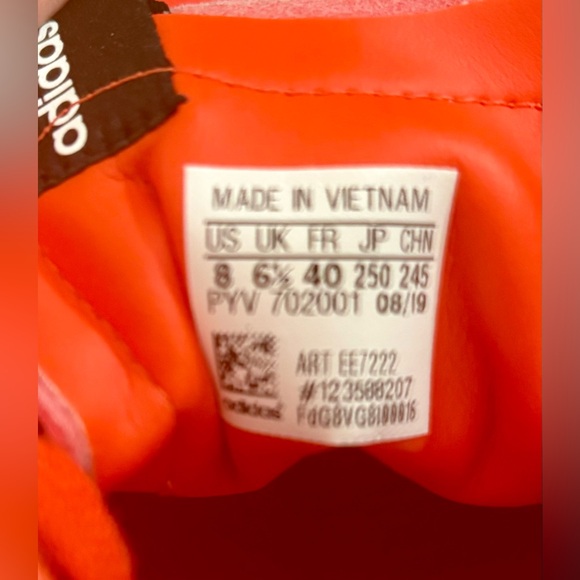 adidas
MADE IN VIETNAM
US UK FR JP CHN
8 6½ 40 250 245
PYV 702001 08/19
ART EE7222
#123508207
adidas